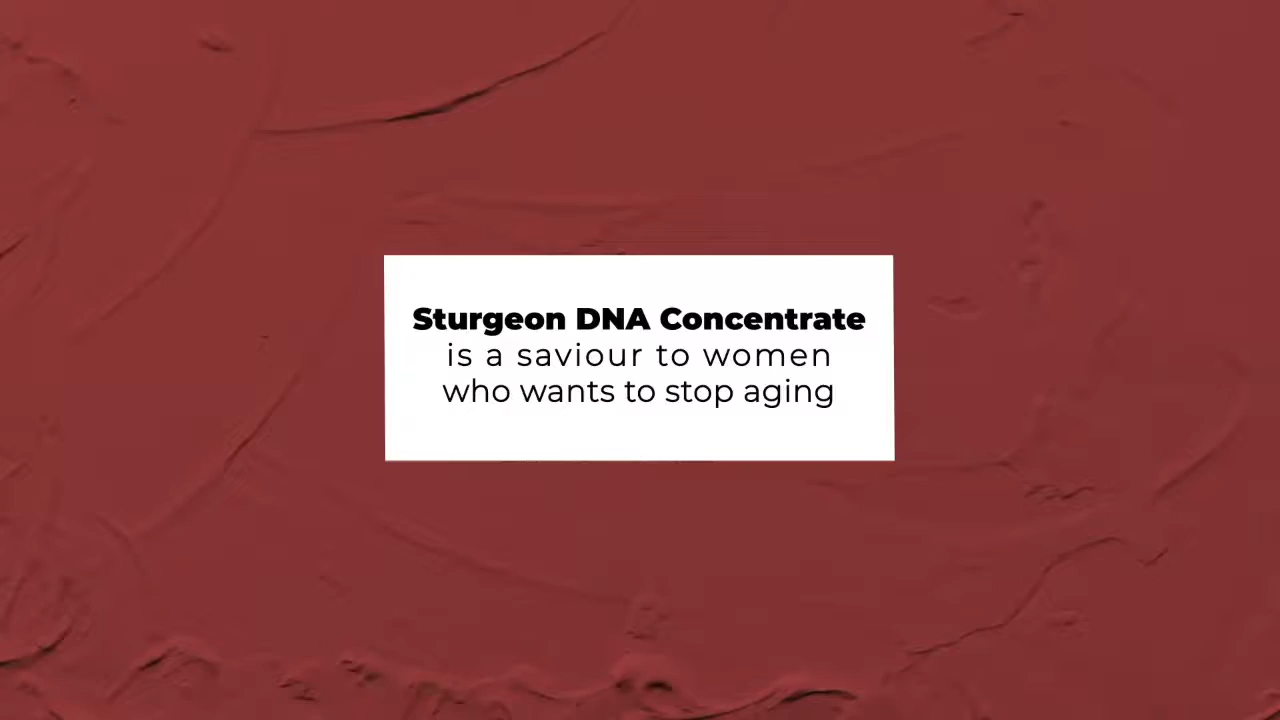 Sturgeon DNA Concentrate
is a saviour to women
who wants to stop aging